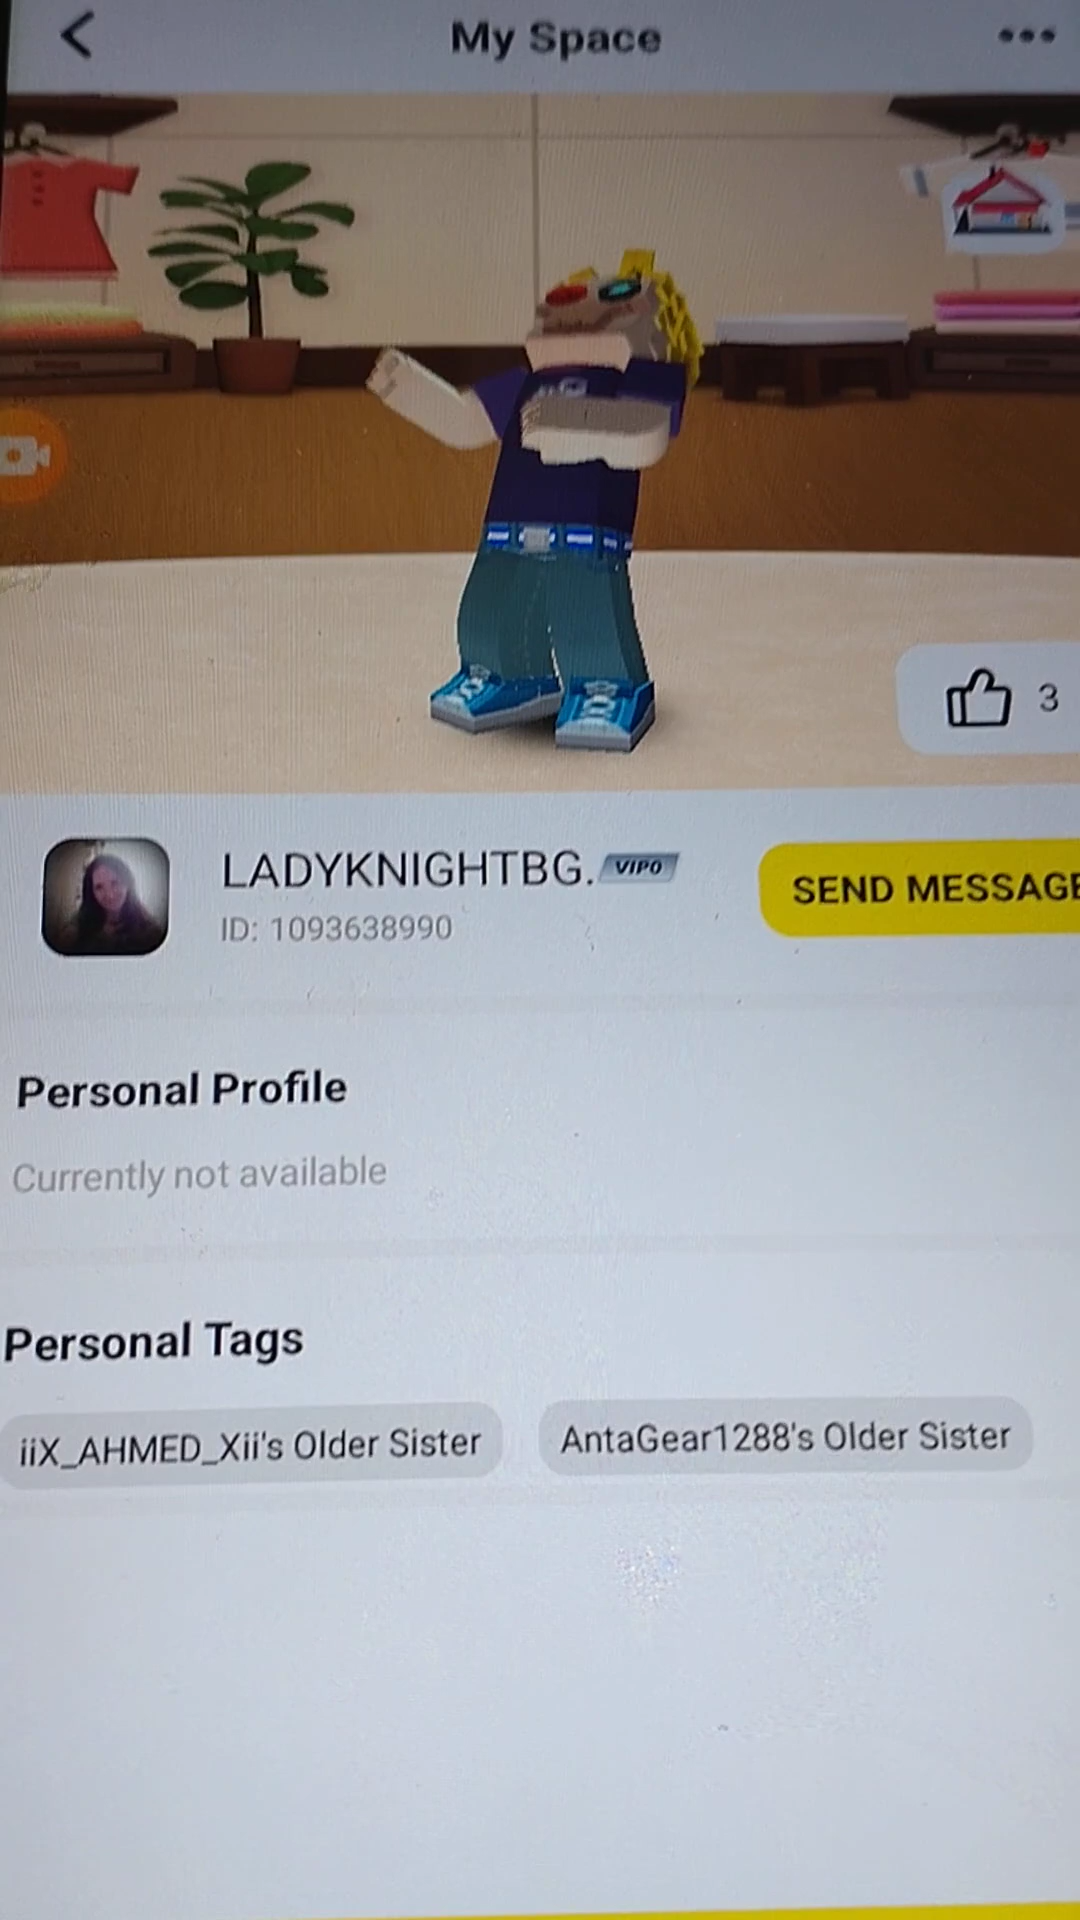 My Space
3
LADYKNIGHTBG.
VIP0
SEND MESSAGE
ID: 1093638990
Personal Profile
Currently not available
Personal Tags
iiX_AHMED_Xii's Older Sister
AntaGear1288's Older Sister